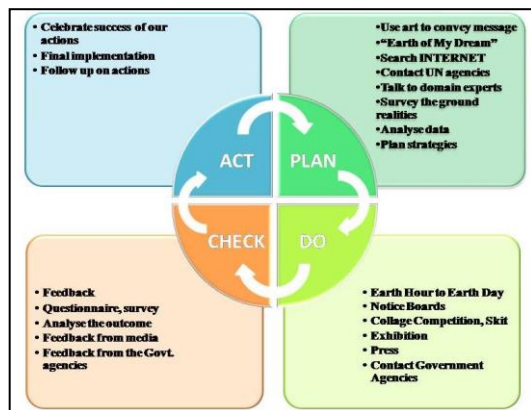 • Celebrate success of our
actions
• Final implementation
• Follow up on actions
•Use art to convey message
•“Earth of My Dream”
•Search INTERNET
•Contact UN agencies
•Talk to domain experts
•Survey the ground
realities
•Analyse data
•Plan strategies
ACT
PLAN
CHECK
DO
• Feedback
• Questionnaire, survey
• Analyse the outcome
• Feedback from media
• Feedback from the Govt.
agencies
• Earth Hour to Earth Day
• Notice Boards
• Collage Competition, Skit
• Exhibition
• Press
• Contact Government
Agencies